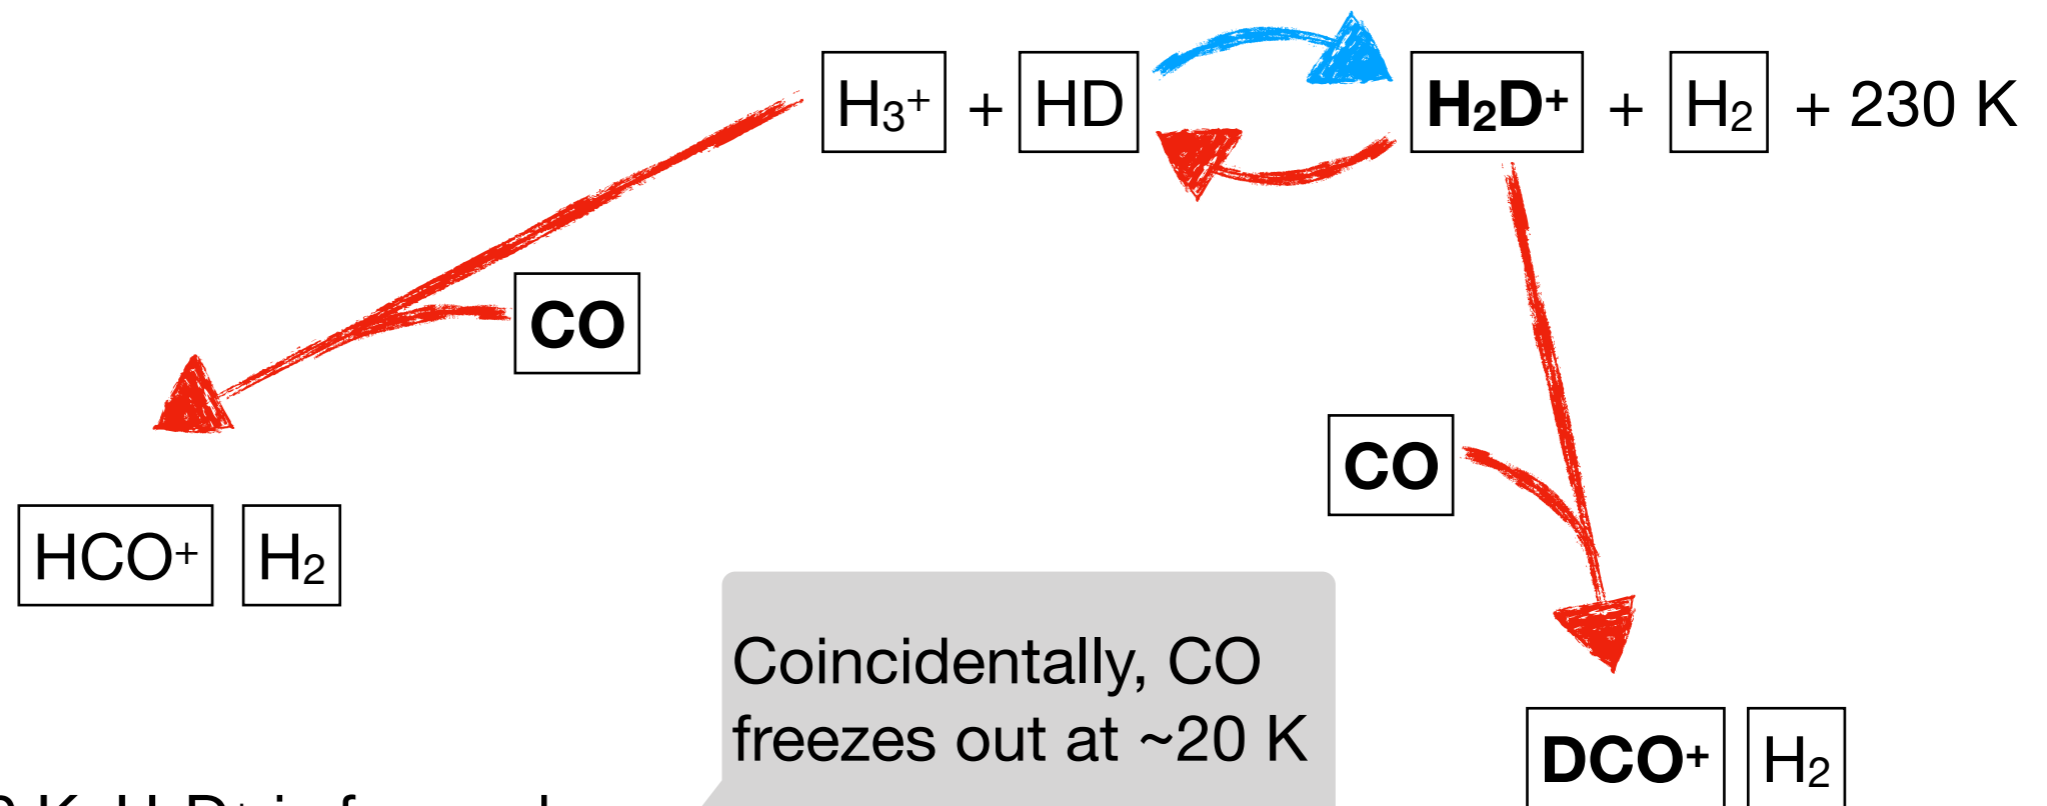 H₃⁺ + HD H₂D⁺ + H₂ + 230 K
CO
CO
HCO⁺ H₂
Coincidentally, CO
freezes out at ~20 K
DCO⁺ H₂